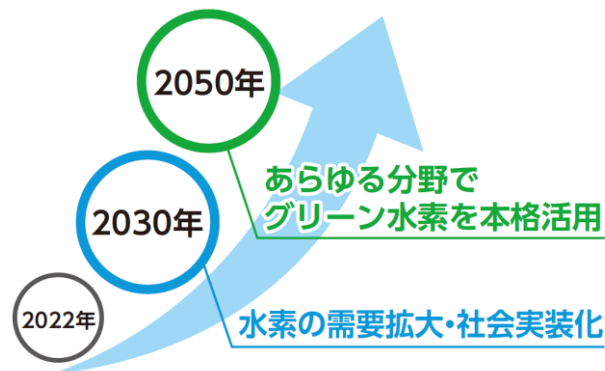 2050年
あらゆる分野で
グリーン水素を本格活用
2030年
水素の需要拡大・社会実装化
2022年